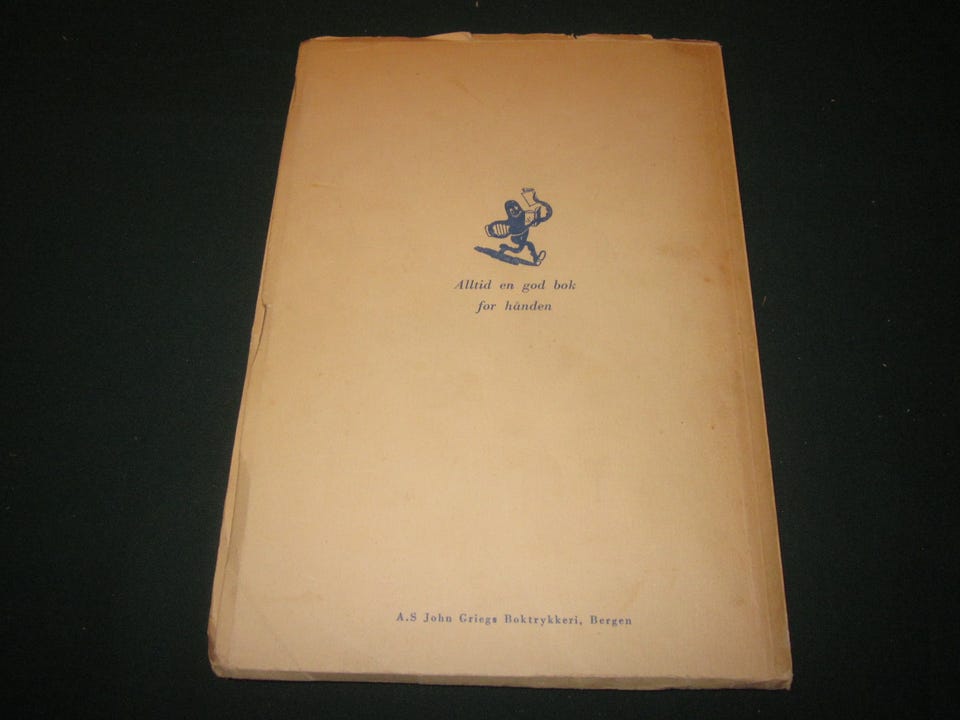 Alltid en god bok
for hånden
A.S John Griegs Boktrykkeri, Bergen